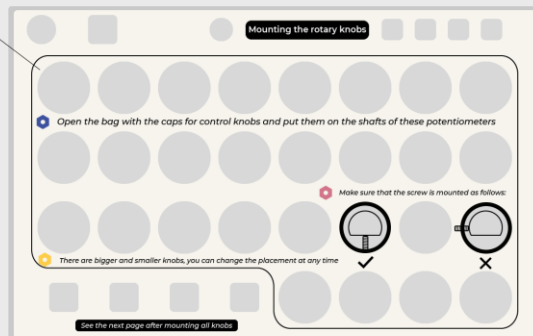 Mounting the rotary knobs
Open the bag with the caps for control knobs and put them on the shafts of these potentiometers
Make sure that the screw is mounted as follows:
There are bigger and smaller knobs, you can change the placement at any time
See the next page after mounting all knobs